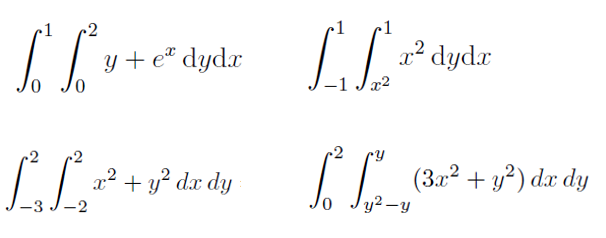 ∫₀¹ ∫₀² y + eˣ dydx ∫₋₁¹ ∫ₓ²¹ x² dydx
∫₋₃² ∫₋₂² x² + y² dx dy ∫₀² ∫_{y²−y}^{y} (3x² + y²) dx dy